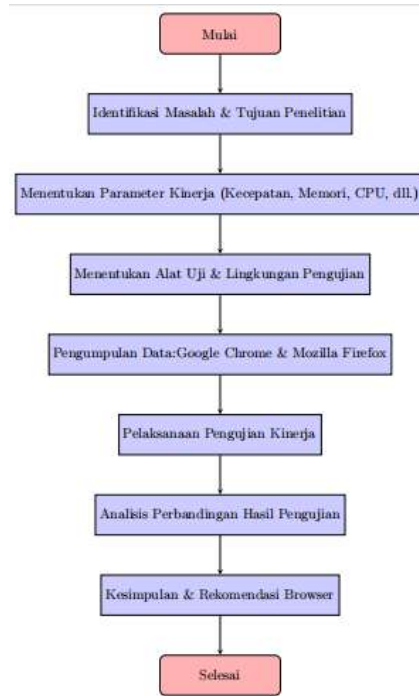 Mulai
Identifikasi Masalah & Tujuan Penelitian
Menentukan Parameter Kinerja (Kecepatan, Memori, CPU, dll.)
Menentukan Alat Uji & Lingkungan Pengujian
Pengumpulan Data:Google Chrome & Mozilla Firefox
Pelaksanaan Pengujian Kinerja
Analisis Perbandingan Hasil Pengujian
Kesimpulan & Rekomendasi Browser
Selesai